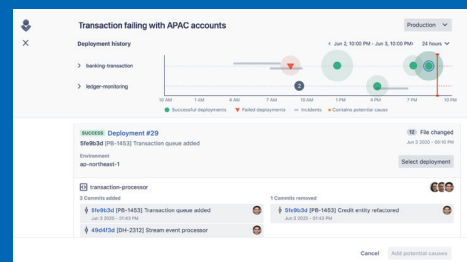 Transaction failing with APAC accounts
Production
Deployment history
Jun 2, 10:00 PM - Jun 3, 10:00 PM
24 hours
banking-transaction
ledger-monitoring
2
10 AM 1 AM 4 AM 7 AM 10 AM 1 PM 4 PM 7 PM 10 PM
Successful deployments Failed deployments Incidents Contains potential causes
SUCCESS Deployment #29
12 File changed
5fe9b3d [PB-1453] Transaction queue added
Jun 3 2020 - 06:10 PM
Environment
ap-northeast-1
Select deployment
transaction-processor
3 Commits added
1 Commits removed
5fe9b3d [PB-1453] Transaction queue added
Jun 3 2020 - 01:43 PM
5fe9b3d [PB-1453] Credit entity refactored
Jun 3 2020 - 01:43 PM
49d4f3d [DH-2312] Stream event processor
Cancel
Add potential causes